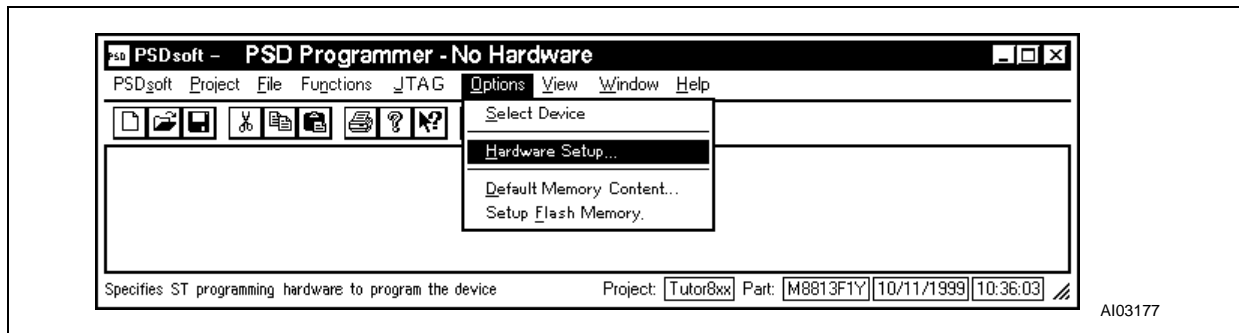 PSD PSDsoft – PSD Programmer - No Hardware
PSDsoft Project File Functions JTAG Options View Window Help
Select Device
Hardware Setup...
Default Memory Content...
Setup Flash Memory.
Specifies ST programming hardware to program the device Project: Tutor8xx Part: M8813F1Y 10/11/1999 10:36:03
AI03177